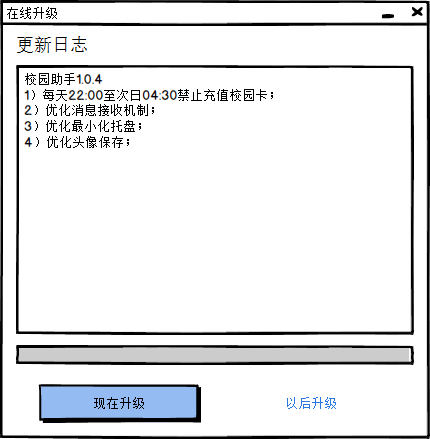 在线升级
更新日志
校园助手1.0.4
1）每天22:00至次日04:30禁止充值校园卡；
2）优化消息接收机制；
3）优化最小化托盘；
4）优化头像保存；
现在升级
以后升级